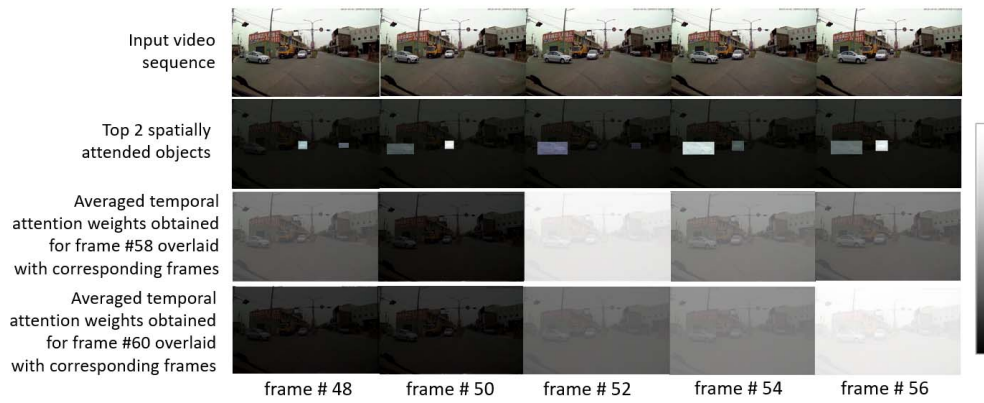 Input video
sequence
Top 2 spatially
attended objects
Averaged temporal
attention weights obtained
for frame #58 overlaid
with corresponding frames
Averaged temporal
attention weights obtained
for frame #60 overlaid
with corresponding frames
frame # 48 frame # 50 frame # 52 frame # 54 frame # 56